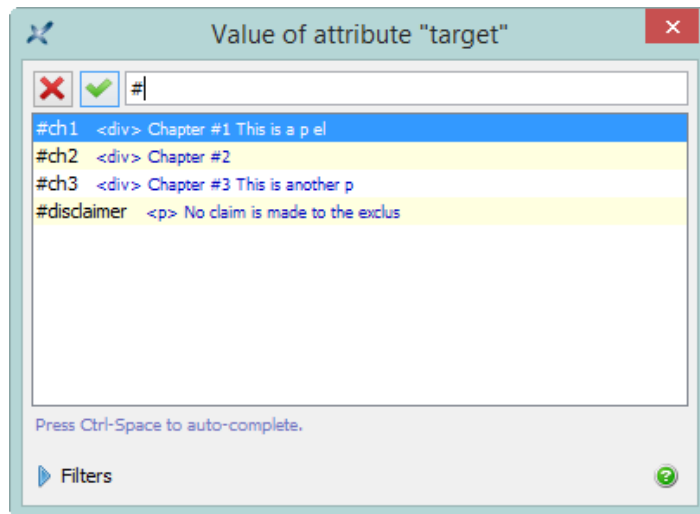 Value of attribute "target"
#
#ch1 <div> Chapter #1 This is a p el
#ch2 <div> Chapter #2
#ch3 <div> Chapter #3 This is another p
#disclaimer <p> No claim is made to the exclus
Press Ctrl-Space to auto-complete.
Filters